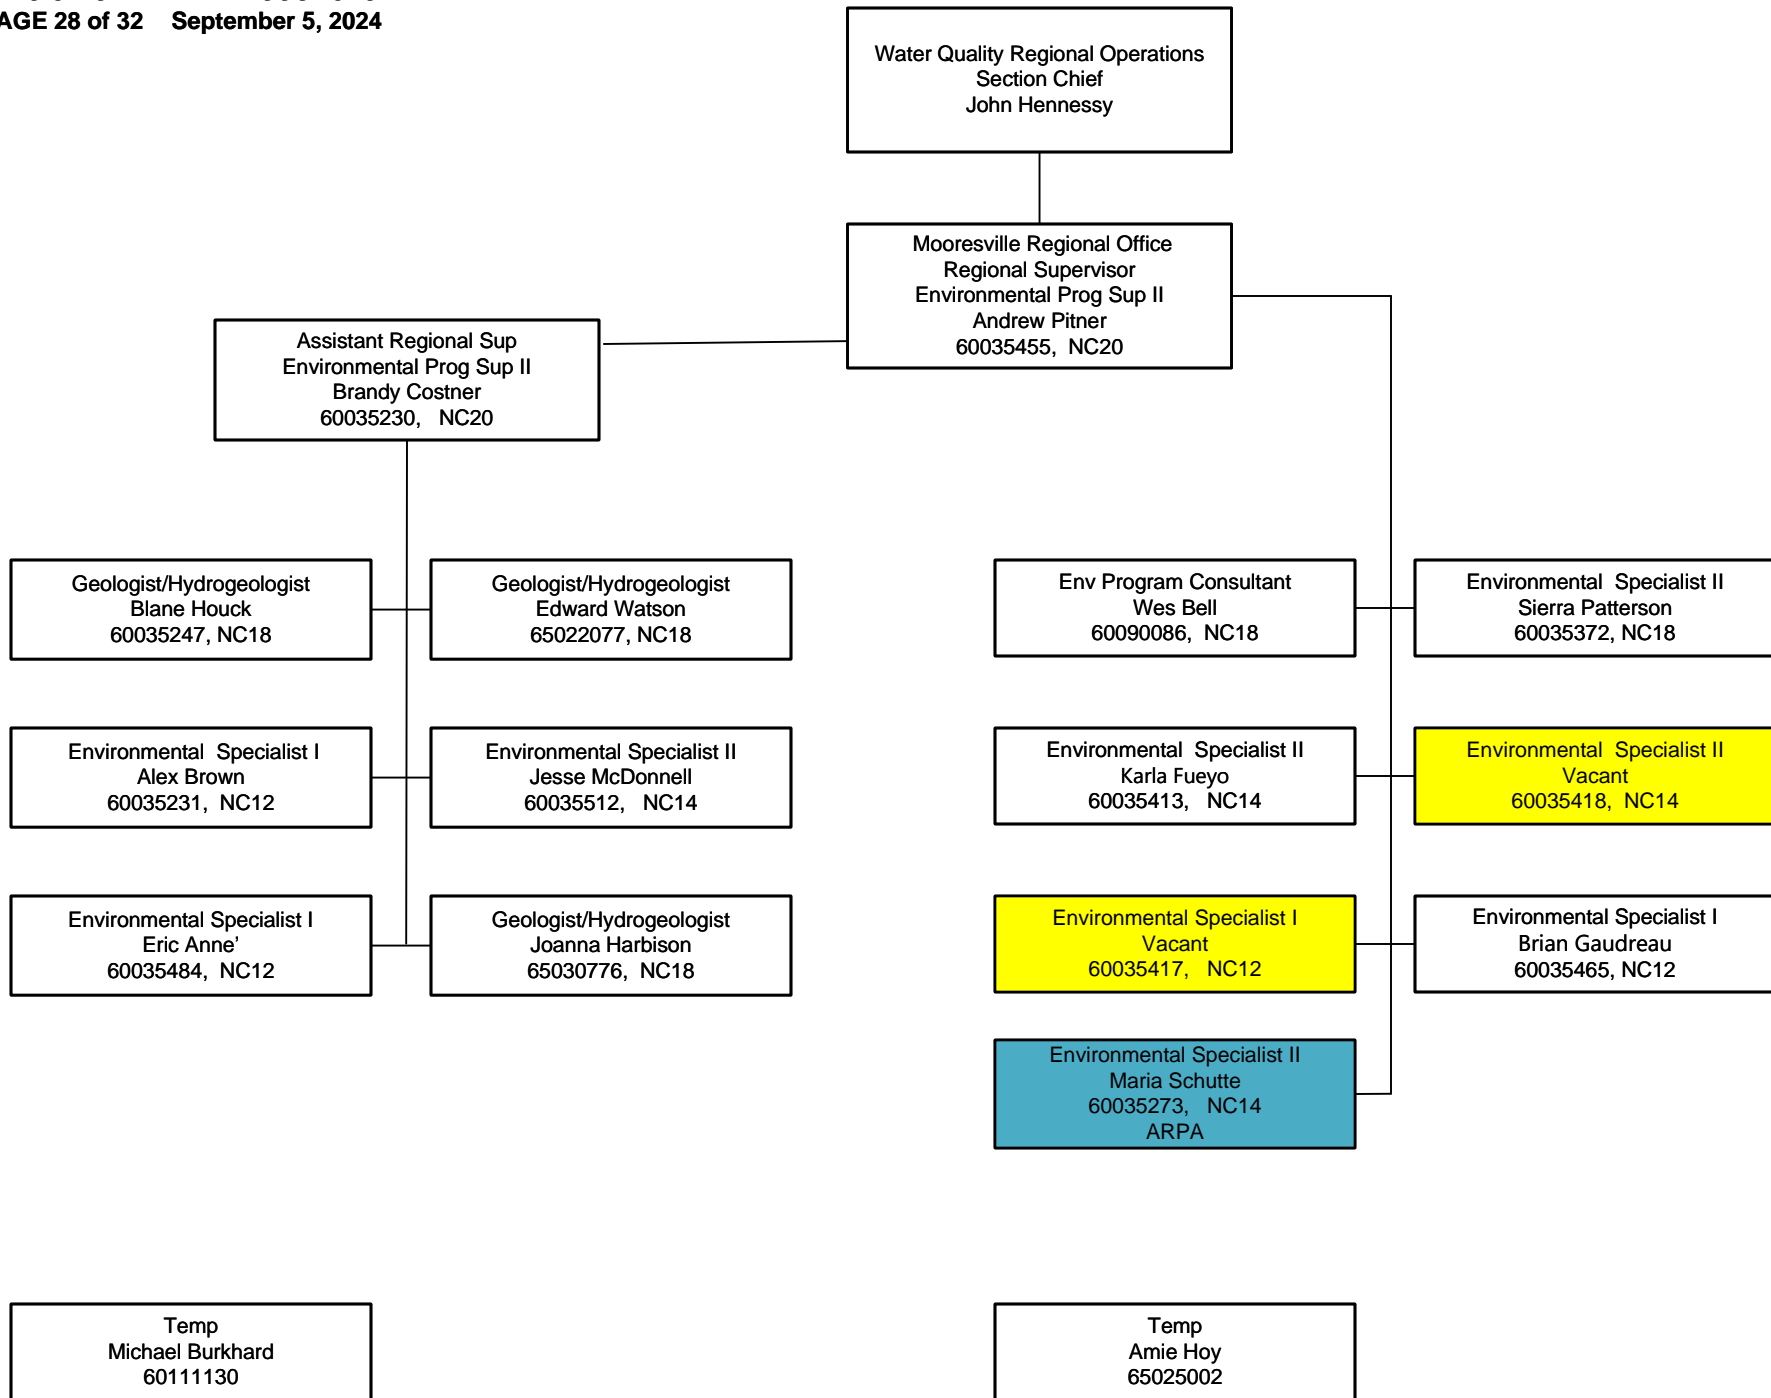 AGE 28 of 32 September 5, 2024
Water Quality Regional Operations
Section Chief
John Hennessy
Mooresville Regional Office
Regional Supervisor
Environmental Prog Sup II
Andrew Pitner
60035455, NC20
Assistant Regional Sup
Environmental Prog Sup II
Brandy Costner
60035230, NC20
Geologist/Hydrogeologist
Blane Houck
60035247, NC18
Geologist/Hydrogeologist
Edward Watson
65022077, NC18
Env Program Consultant
Wes Bell
60090086, NC18
Environmental Specialist II
Sierra Patterson
60035372, NC18
Environmental Specialist I
Alex Brown
60035231, NC12
Environmental Specialist II
Jesse McDonnell
60035512, NC14
Environmental Specialist II
Karla Fueyo
60035413, NC14
Environmental Specialist II
Vacant
60035418, NC14
Environmental Specialist I
Eric Anne’
60035484, NC12
Geologist/Hydrogeologist
Joanna Harbison
65030776, NC18
Environmental Specialist I
Vacant
60035417, NC12
Environmental Specialist I
Brian Gaudreau
60035465, NC12
Environmental Specialist II
Maria Schutte
60035273, NC14
ARPA
Temp
Michael Burkhard
60111130
Temp
Amie Hoy
65025002